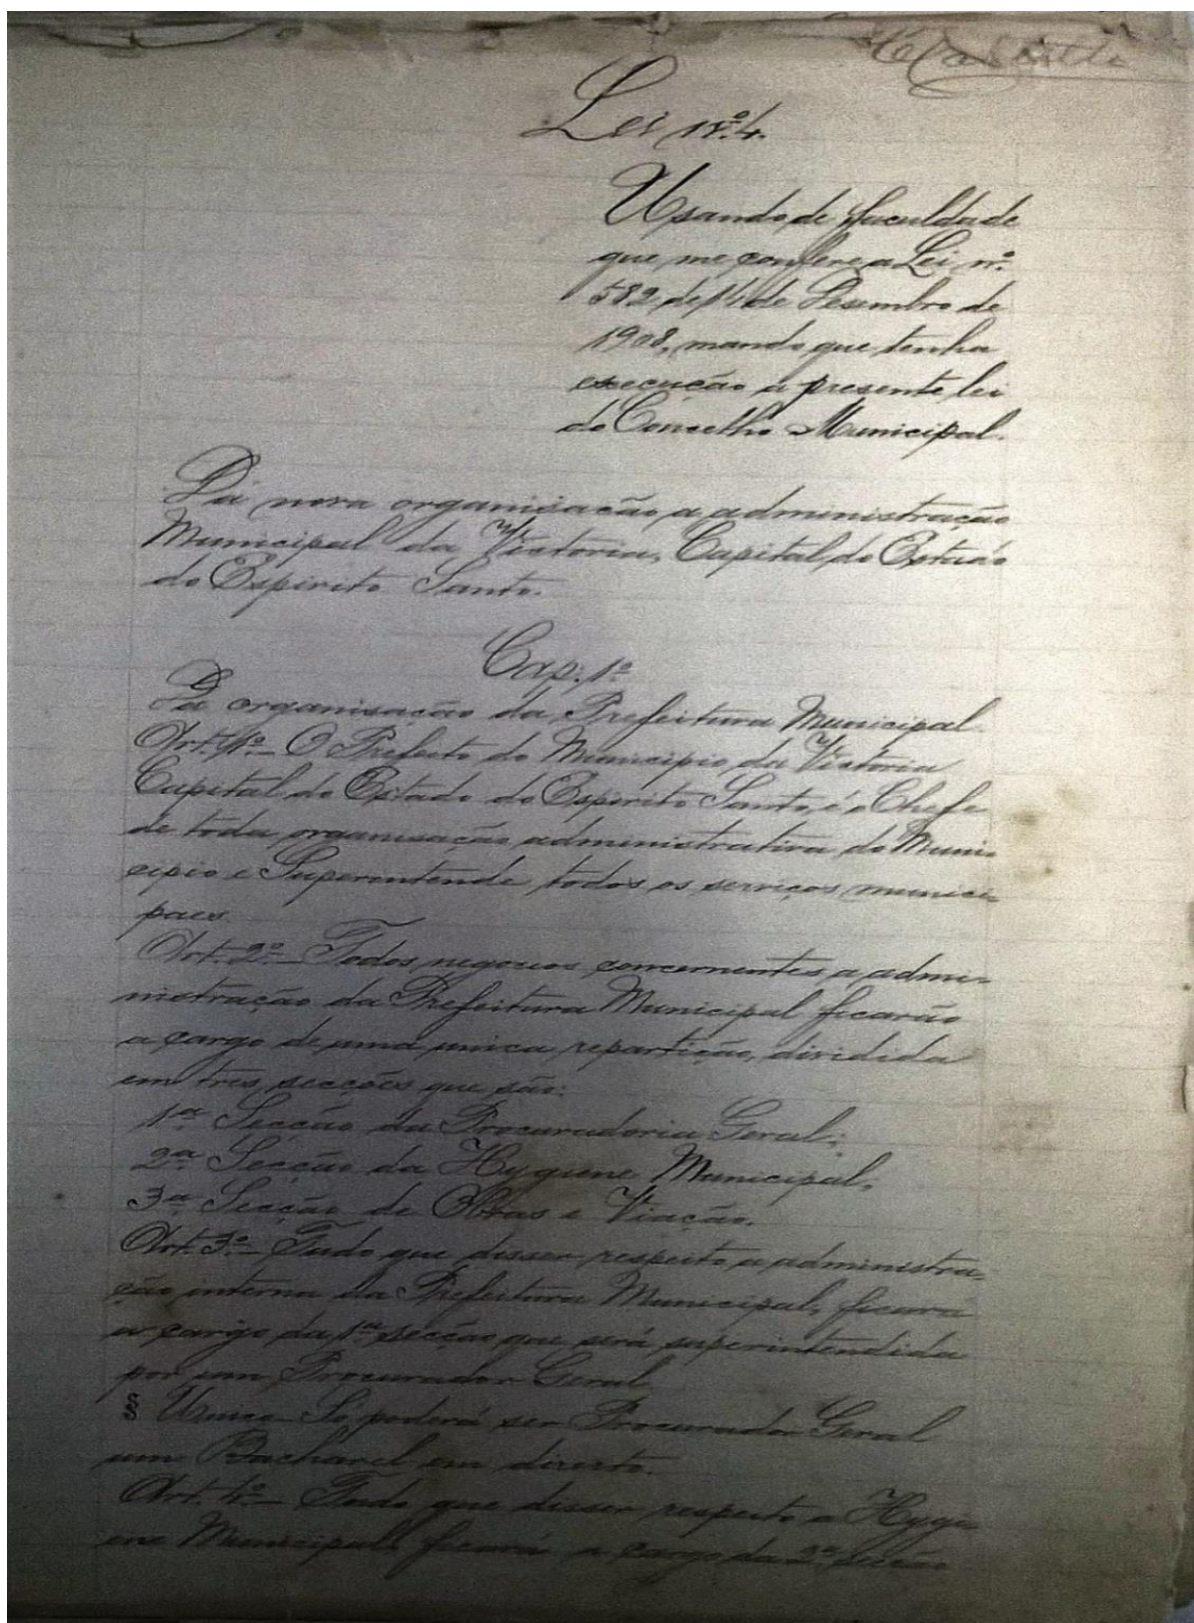 Lei nº 4.
Usando de faculdade
que me confere a Lei nº
582 de 14 de Desembro de
1908, mando que tenha
execução a presente lei
do Concelho Municipal.
Dá nova organisação a administração
Municipal da Victoria, Capital do Estado
do Espirito Santo.
Cap. 1º
Da organisação da Prefeitura Municipal
Art. 1º— O Prefeito do Municipio da Victoria
Capital do Estado do Espirito Santo é o Chefe
de toda organisação administrativa do Muni-
cipio e Superintende todos os serviços munici-
paes.
Art. 2º— Todos negocios concernentes a admi-
nistração da Prefeitura Municipal ficarão
a cargo de uma unica repartição, dividida
em tres secções que são:
1ª Secção da Procuradoria Geral;
2ª Secção da Hygiene Municipal,
3ª Secção de Obras e Viação.
Art. 3º— Tudo que disser respeito a administra-
ção interna da Prefeitura Municipal, ficara
a cargo da 1ª secção que será superintendida
por um Procurador Geral
§ Unico— Só poderá ser Procurador Geral
um Bacharel em direito.
Art. 4º— Tudo que disser respeito a Hygi-
ene Municipal ficará a cargo da 2ª secção